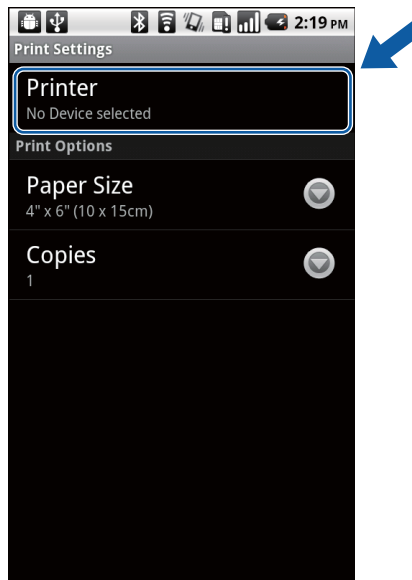 2:19 PM
Print Settings
Printer
No Device selected
Print Options
Paper Size
4" x 6" (10 x 15cm)
Copies
1